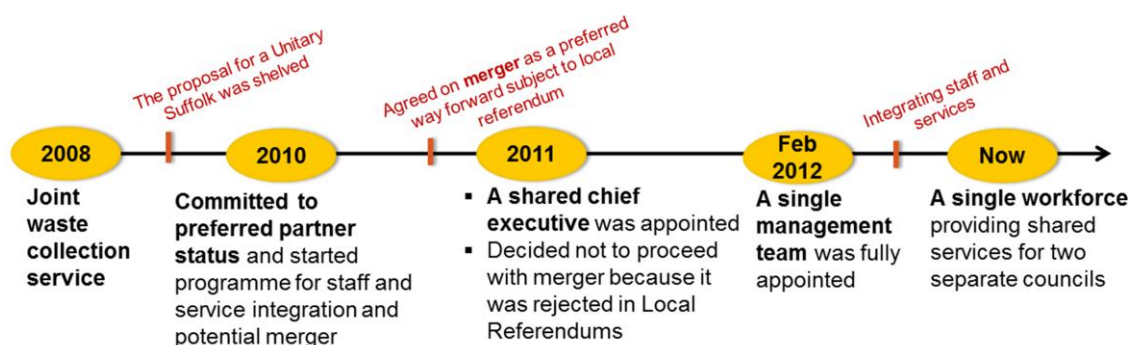 The proposal for a Unitary
Suffolk was shelved
Agreed on merger as a preferred
way forward subject to local
referendum
Integrating staff and
services
2008
2010
2011
Feb
2012
Now
Joint
waste
collection
service
Committed to
preferred partner
status and started
programme for staff and
service integration and
potential merger
▪ A shared chief
executive was appointed
▪ Decided not to proceed
with merger because it
was rejected in Local
Referendums
A single
management
team was fully
appointed
A single workforce
providing shared
services for two
separate councils